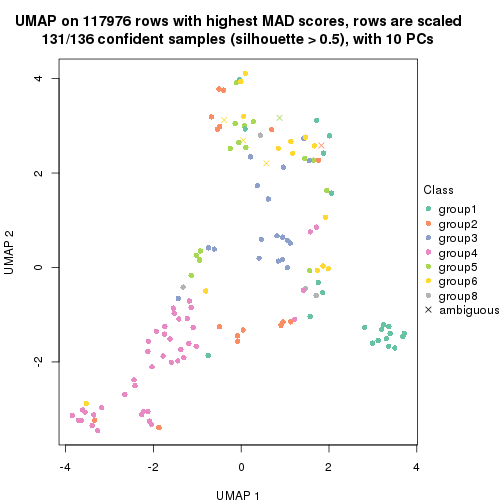 UMAP on 117976 rows with highest MAD scores, rows are scaled
131/136 confident samples (silhouette > 0.5), with 10 PCs
4
2
0
-2
UMAP 2
-4
-2
0
2
4
UMAP 1
Class
group1
group2
group3
group4
group5
group6
group8
ambiguous